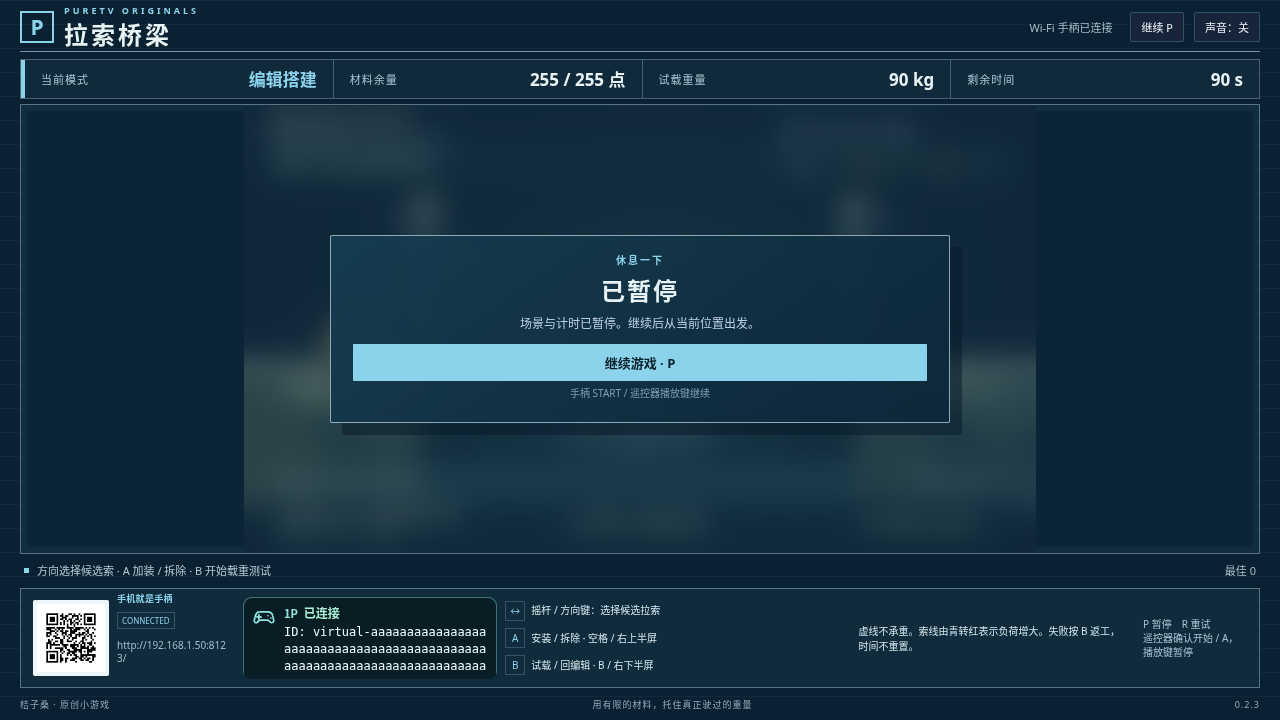 P
PURETV ORIGINALS
拉索桥梁
Wi-Fi 手柄已连接
继续 P
声音：关
当前模式
编辑搭建
材料余量
255 / 255 点
试载重量
90 kg
剩余时间
90 s
休息一下
已暂停
场景与计时已暂停。继续后从当前位置出发。
继续游戏 · P
手柄 START / 遥控器播放键继续
方向选择候选索 · A 加装 / 拆除 · B 开始载重测试
最佳 0
手机就是手柄
CONNECTED
http://192.168.1.50:812
3/
1P 已连接
ID: virtual-aaaaaaaaaaaaaaaa
aaaaaaaaaaaaaaaaaaaaaaaaaaaa
aaaaaaaaaaaaaaaaaaaaaaaaaaaa
↔ 摇杆 / 方向键：选择候选拉索
A 安装 / 拆除 · 空格 / 右上半屏
B 试载 / 回编辑 · B / 右下半屏
虚线不承重。索线由青转红表示负荷增大。失败按 B 返工，
时间不重置。
P 暂停 R 重试
遥控器确认开始 / A，
播放键暂停
桔子桑 · 原创小游戏
用有限的材料，托住真正驶过的重量
0.2.3